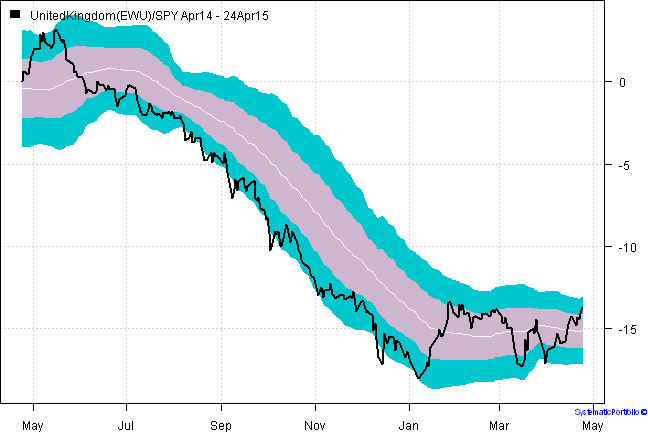 UnitedKingdom(EWU)/SPY Apr14 - 24Apr15
0
-5
-10
-15
May Jul Sep Nov Jan Mar May
SystematicPortfolio ©